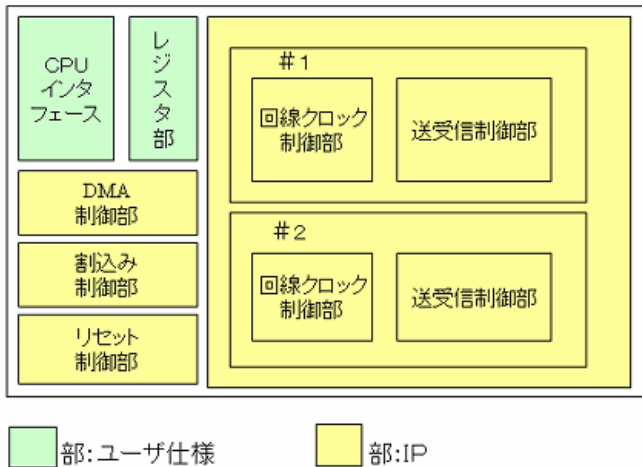 CPU
インタ
フェース
レジスタ部
DMA
制御部
割込み
制御部
リセット
制御部
#1
回線クロック
制御部
送受信制御部
#2
回線クロック
制御部
送受信制御部
部:ユーザ仕様
部:IP